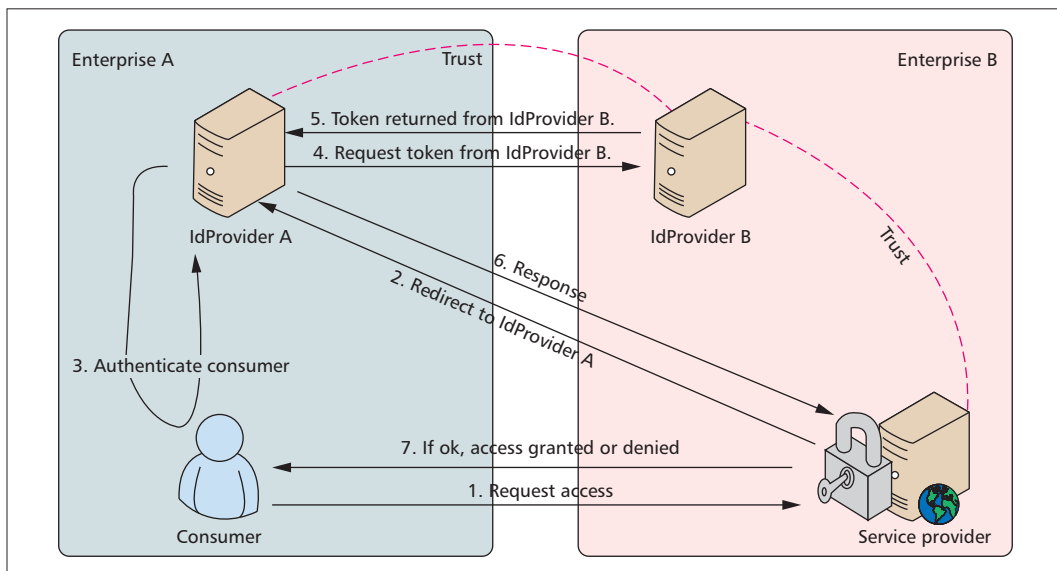 Enterprise A
Trust
Enterprise B
5. Token returned from IdProvider B.
4. Request token from IdProvider B.
IdProvider A
IdProvider B
Trust
6. Response
2. Redirect to IdProvider A
3. Authenticate consumer
7. If ok, access granted or denied
1. Request access
Consumer
Service provider